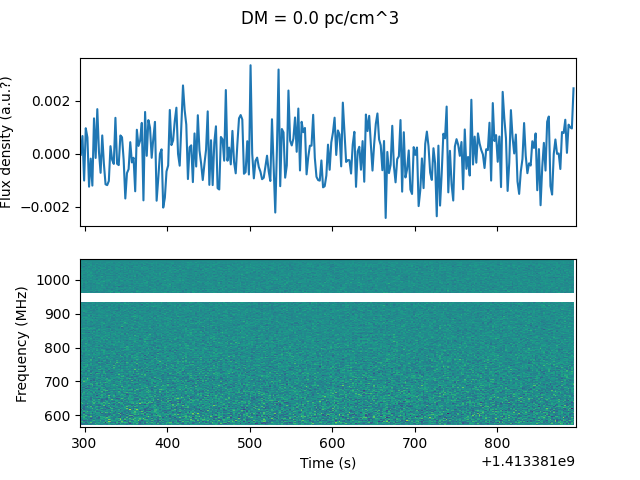 DM = 0.0 pc/cm^3
Flux density (a.u.?)
0.002
0.000
−0.002
Frequency (MHz)
1000
900
800
700
600
300 400 500 600 700 800
Time (s)
+1.413381e9